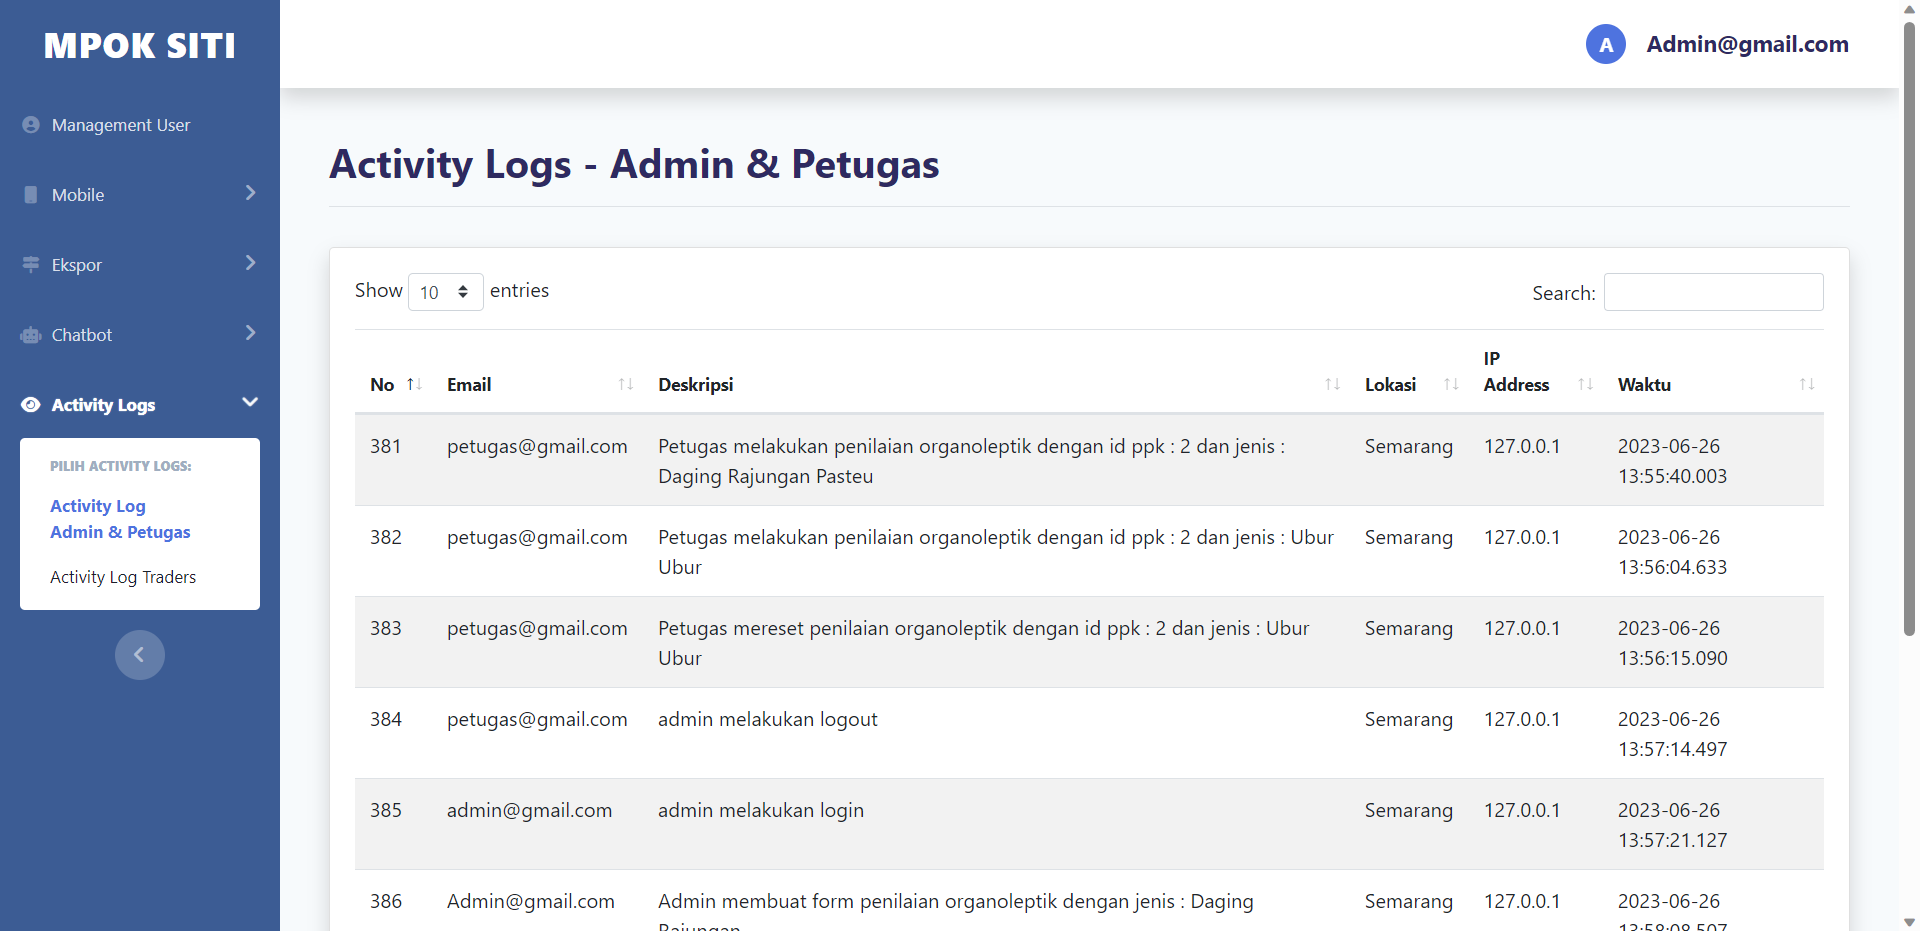 MPOK SITI
Management User
Mobile
Ekspor
Chatbot
Activity Logs
PILIH ACTIVITY LOGS:
Activity Log
Admin & Petugas
Activity Log Traders
A Admin@gmail.com
Activity Logs - Admin & Petugas
Show 10 entries
Search:
No Email Deskripsi Lokasi IP Address Waktu
381 petugas@gmail.com Petugas melakukan penilaian organoleptik dengan id ppk : 2 dan jenis : Semarang 127.0.0.1 2023-06-26
Daging Rajungan Pasteu 13:55:40.003
382 petugas@gmail.com Petugas melakukan penilaian organoleptik dengan id ppk : 2 dan jenis : Ubur Semarang 127.0.0.1 2023-06-26
Ubur 13:56:04.633
383 petugas@gmail.com Petugas mereset penilaian organoleptik dengan id ppk : 2 dan jenis : Ubur Semarang 127.0.0.1 2023-06-26
Ubur 13:56:15.090
384 petugas@gmail.com admin melakukan logout Semarang 127.0.0.1 2023-06-26
13:57:14.497
385 admin@gmail.com admin melakukan login Semarang 127.0.0.1 2023-06-26
13:57:21.127
386 Admin@gmail.com Admin membuat form penilaian organoleptik dengan jenis : Daging Semarang 127.0.0.1 2023-06-26
Rajungan 13:58:08.507